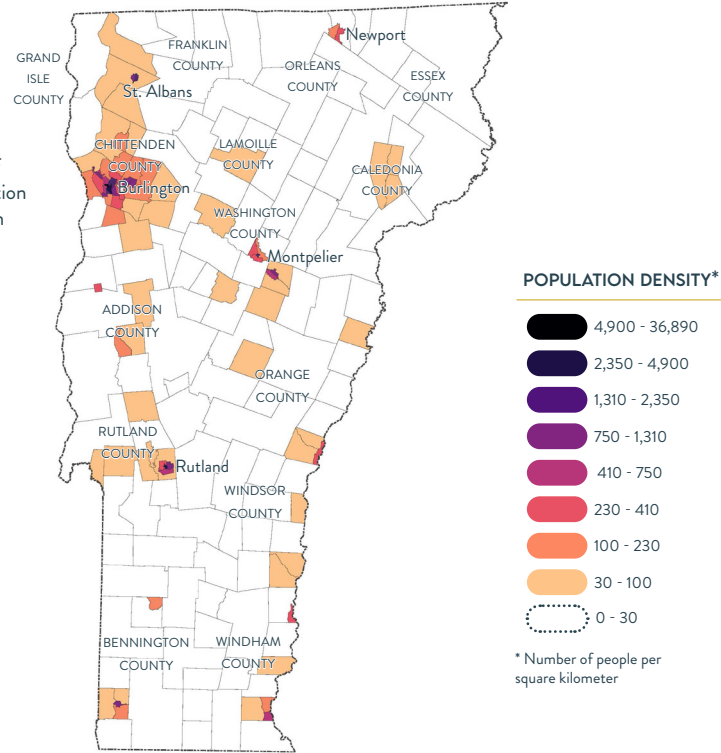 GRAND
ISLE
COUNTY
FRANKLIN
COUNTY
Newport
ORLEANS
COUNTY
ESSEX
COUNTY
St. Albans
CHITTENDEN
COUNTY
Burlington
tion
LAMOILLE
COUNTY
CALEDONIA
COUNTY
WASHINGTON
COUNTY
Montpelier
ADDISON
COUNTY
ORANGE
COUNTY
RUTLAND
COUNTY
Rutland
WINDSOR
COUNTY
BENNINGTON
COUNTY
WINDHAM
COUNTY
POPULATION DENSITY*
4,900 - 36,890
2,350 - 4,900
1,310 - 2,350
750 - 1,310
410 - 750
230 - 410
100 - 230
30 - 100
0 - 30
* Number of people per
square kilometer